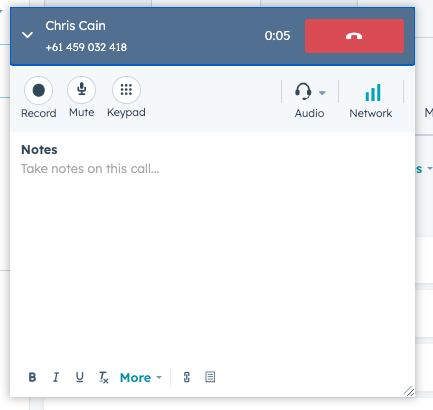 Chris Cain
0:05
+61 459 032 418
Record
Mute
Keypad
Audio
Network
M
Notes
Take notes on this call...
s
B I U Tx More